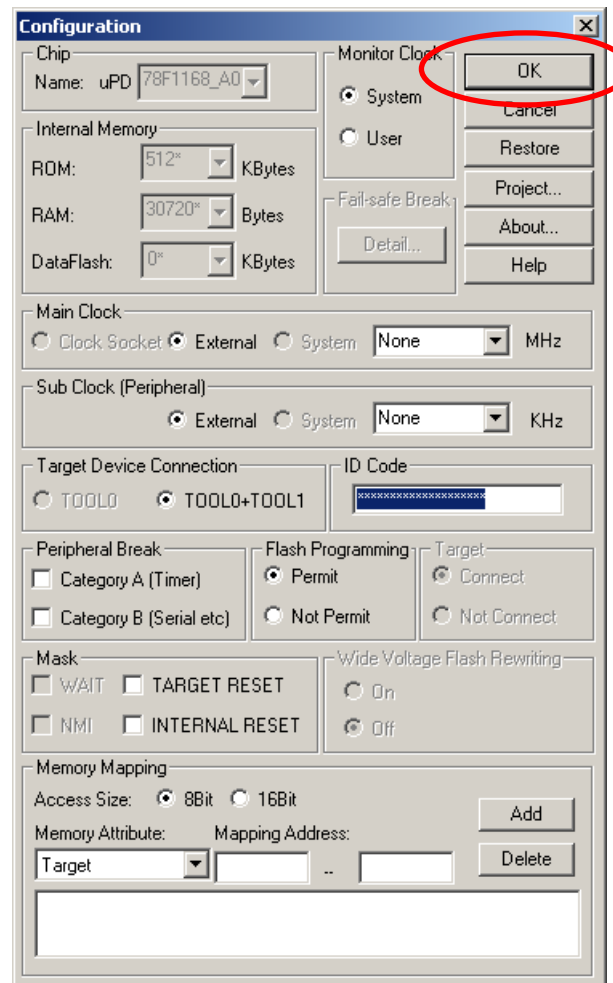 Configuration
Chip
Name: uPD 78F1168_A0
Monitor Clock
System
User
OK
Cancel
Restore
Project...
About...
Help
Internal Memory
ROM: 512* KBytes
RAM: 30720* Bytes
DataFlash: 0* KBytes
Fail-safe Break
Detail...
Main Clock
Clock Socket External System None MHz
Sub Clock (Peripheral)
External System None KHz
Target Device Connection
TOOL0 TOOL0+TOOL1
ID Code
********************
Peripheral Break
Category A (Timer)
Category B (Serial etc)
Flash Programming
Permit
Not Permit
Target
Connect
Not Connect
Mask
WAIT TARGET RESET
NMI INTERNAL RESET
Wide Voltage Flash Rewriting
On
Off
Memory Mapping
Access Size: 8Bit 16Bit
Memory Attribute: Mapping Address:
Target ..
Add
Delete